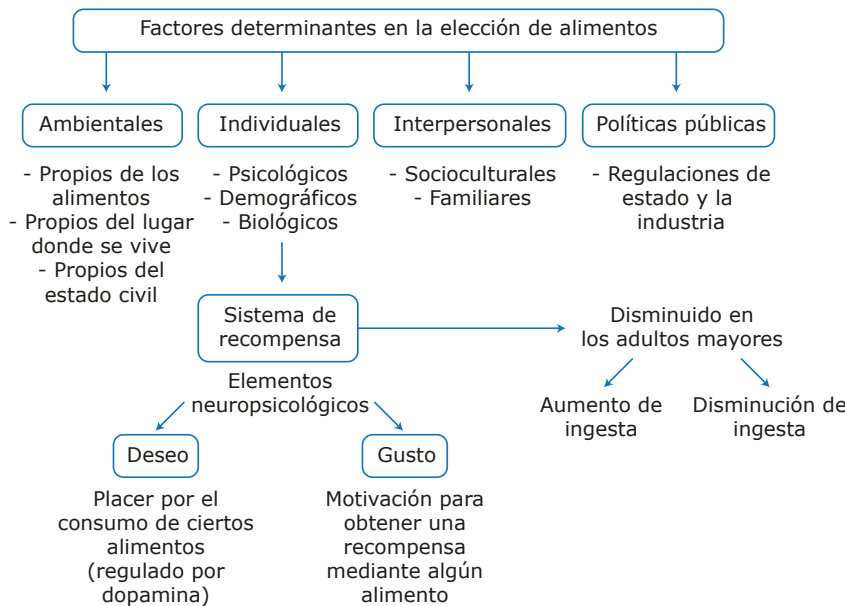 Factores determinantes en la elección de alimentos
Ambientales
- Propios de los
alimentos
- Propios del lugar
donde se vive
- Propios del
estado civil
Individuales
- Psicológicos
- Demográficos
- Biológicos
Interpersonales
- Socioculturales
- Familiares
Políticas públicas
- Regulaciones de
estado y la
industria
Sistema de
recompensa
Disminuido en
los adultos mayores
Aumento de
ingesta
Disminución de
ingesta
Elementos
neuropsicológicos
Deseo
Placer por el
consumo de ciertos
alimentos
(regulado por
dopamina)
Gusto
Motivación para
obtener una
recompensa
mediante algún
alimento